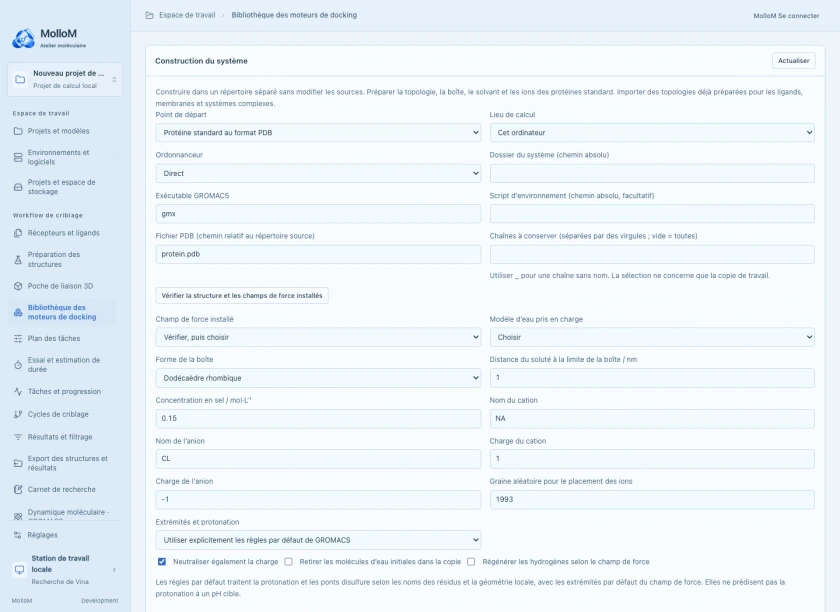 MolloM
Atelier moléculaire
Nouveau projet de ...
Projet de calcul local
Espace de travail
Projets et modèles
Environnements et
logiciels
Projets et espace de
stockage
Workflow de criblage
Récepteurs et ligands
Préparation des
structures
Poche de liaison 3D
Bibliothèque des
moteurs de docking
Plan des tâches
Essai et estimation de
durée
Tâches et progression
Cycles de criblage
Résultats et filtrage
Export des structures et
résultats
Carnet de recherche
Dynamique moléculaire ·
GROMACS
Réglages
Station de travail
locale
Recherche de Vina
MolloM Development
Espace de travail › Bibliothèque des moteurs de docking
MolloM Se connecter
Construction du système
Actualiser
Construire dans un répertoire séparé sans modifier les sources. Préparer la topologie, la boîte, le solvant et les ions des protéines standard. Importer des topologies déjà préparées pour les ligands,
membranes et systèmes complexes.
Point de départ
Protéine standard au format PDB
Lieu de calcul
Cet ordinateur
Ordonnanceur
Direct
Dossier du système (chemin absolu)
Exécutable GROMACS
gmx
Script d'environnement (chemin absolu, facultatif)
Fichier PDB (chemin relatif au répertoire source)
protein.pdb
Chaînes à conserver (séparées par des virgules ; vide = toutes)
Utiliser _ pour une chaîne sans nom. La sélection ne concerne que la copie de travail.
Vérifier la structure et les champs de force installés
Champ de force installé
Vérifier, puis choisir
Modèle d'eau pris en charge
Choisir
Forme de la boîte
Dodécaèdre rhombique
Distance du soluté à la limite de la boîte / nm
1
Concentration en sel / mol·L⁻¹
0.15
Nom du cation
NA
Nom de l'anion
CL
Charge du cation
1
Charge de l'anion
-1
Graine aléatoire pour le placement des ions
1993
Extrémités et protonation
Utiliser explicitement les règles par défaut de GROMACS
Neutraliser également la charge
Retirer les molécules d'eau initiales dans la copie
Régénérer les hydrogènes selon le champ de force
Les règles par défaut traitent la protonation et les ponts disulfure selon les noms des résidus et la géométrie locale, avec les extrémités par défaut du champ de force. Elles ne prédisent pas la
protonation à un pH cible.